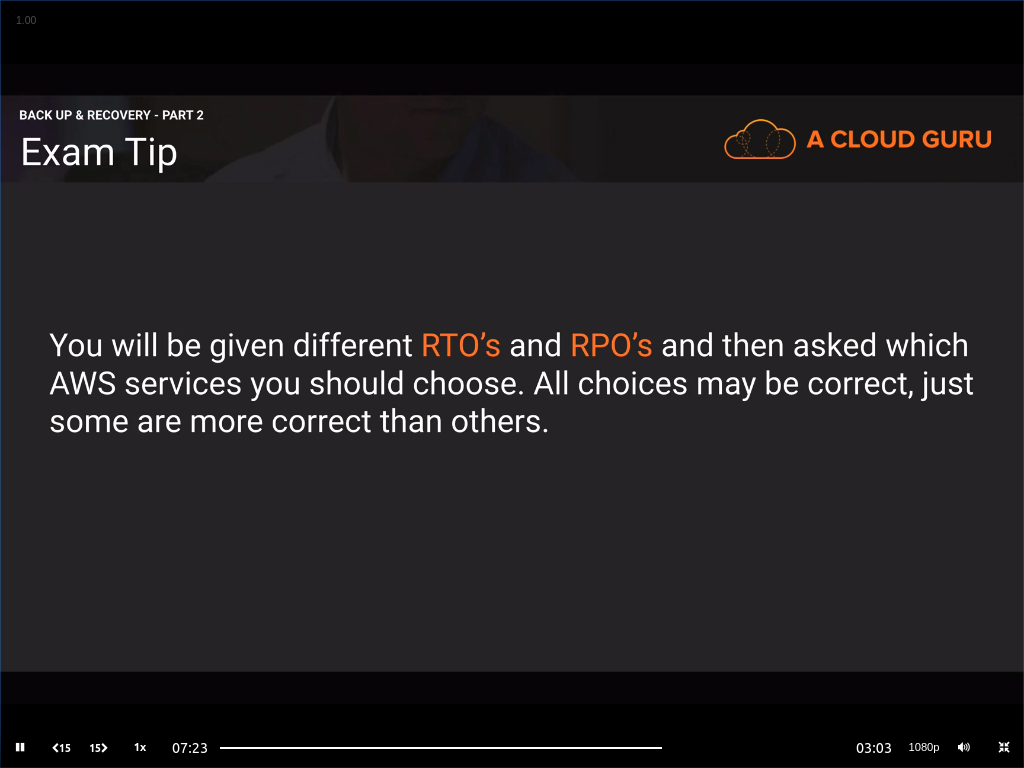 1.00
BACK UP & RECOVERY - PART 2
Exam Tip
A CLOUD GURU
You will be given different RTO’s and RPO’s and then asked which
AWS services you should choose. All choices may be correct, just
some are more correct than others.
15
15
1x
07:23
03:03
1080p